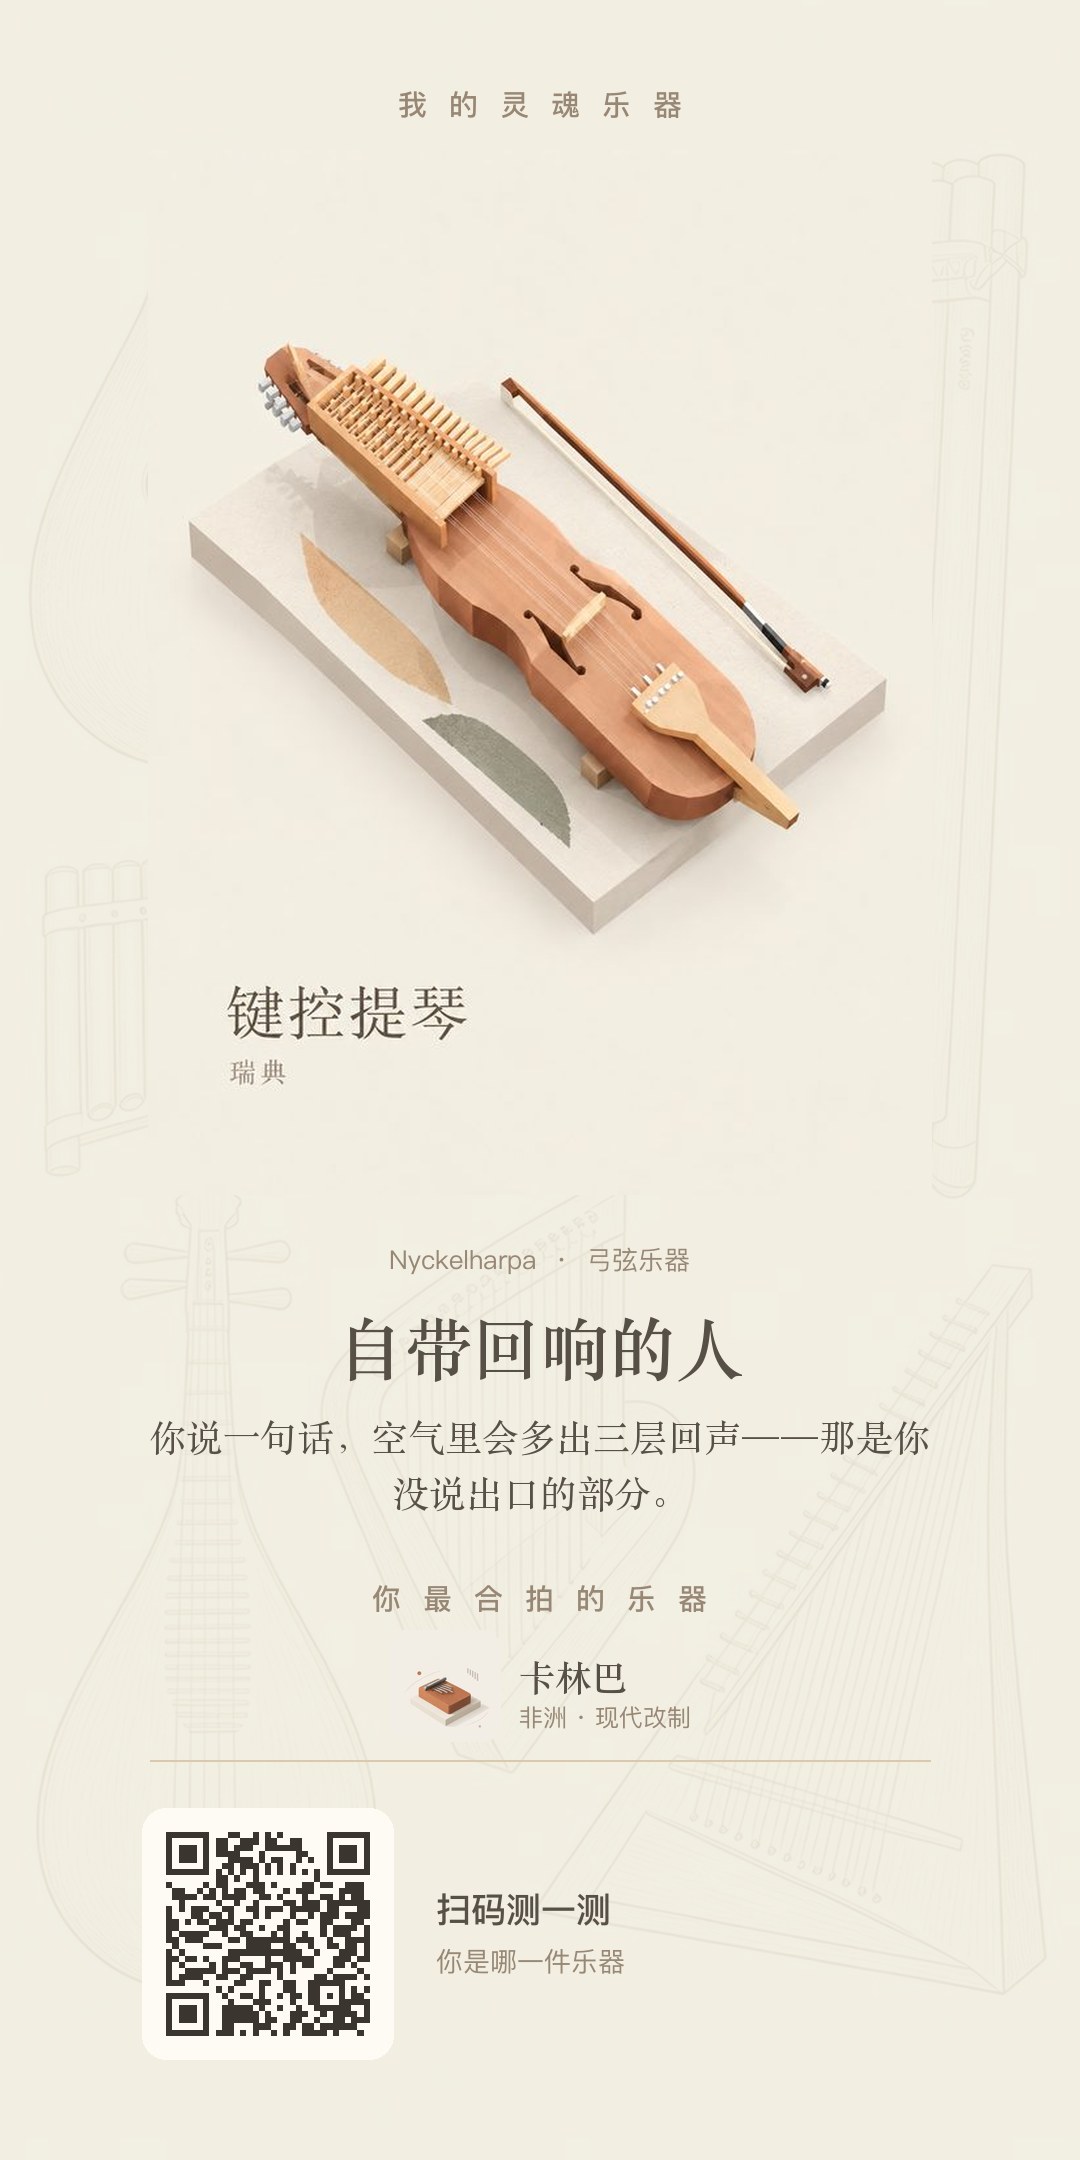 我的灵魂乐器
键控提琴
瑞典
Nyckelharpa · 弓弦乐器
自带回响的人
你说一句话，空气里会多出三层回声——那是你
没说出口的部分。
你最合拍的乐器
卡林巴
非洲 · 现代改制
扫码测一测
你是哪一件乐器